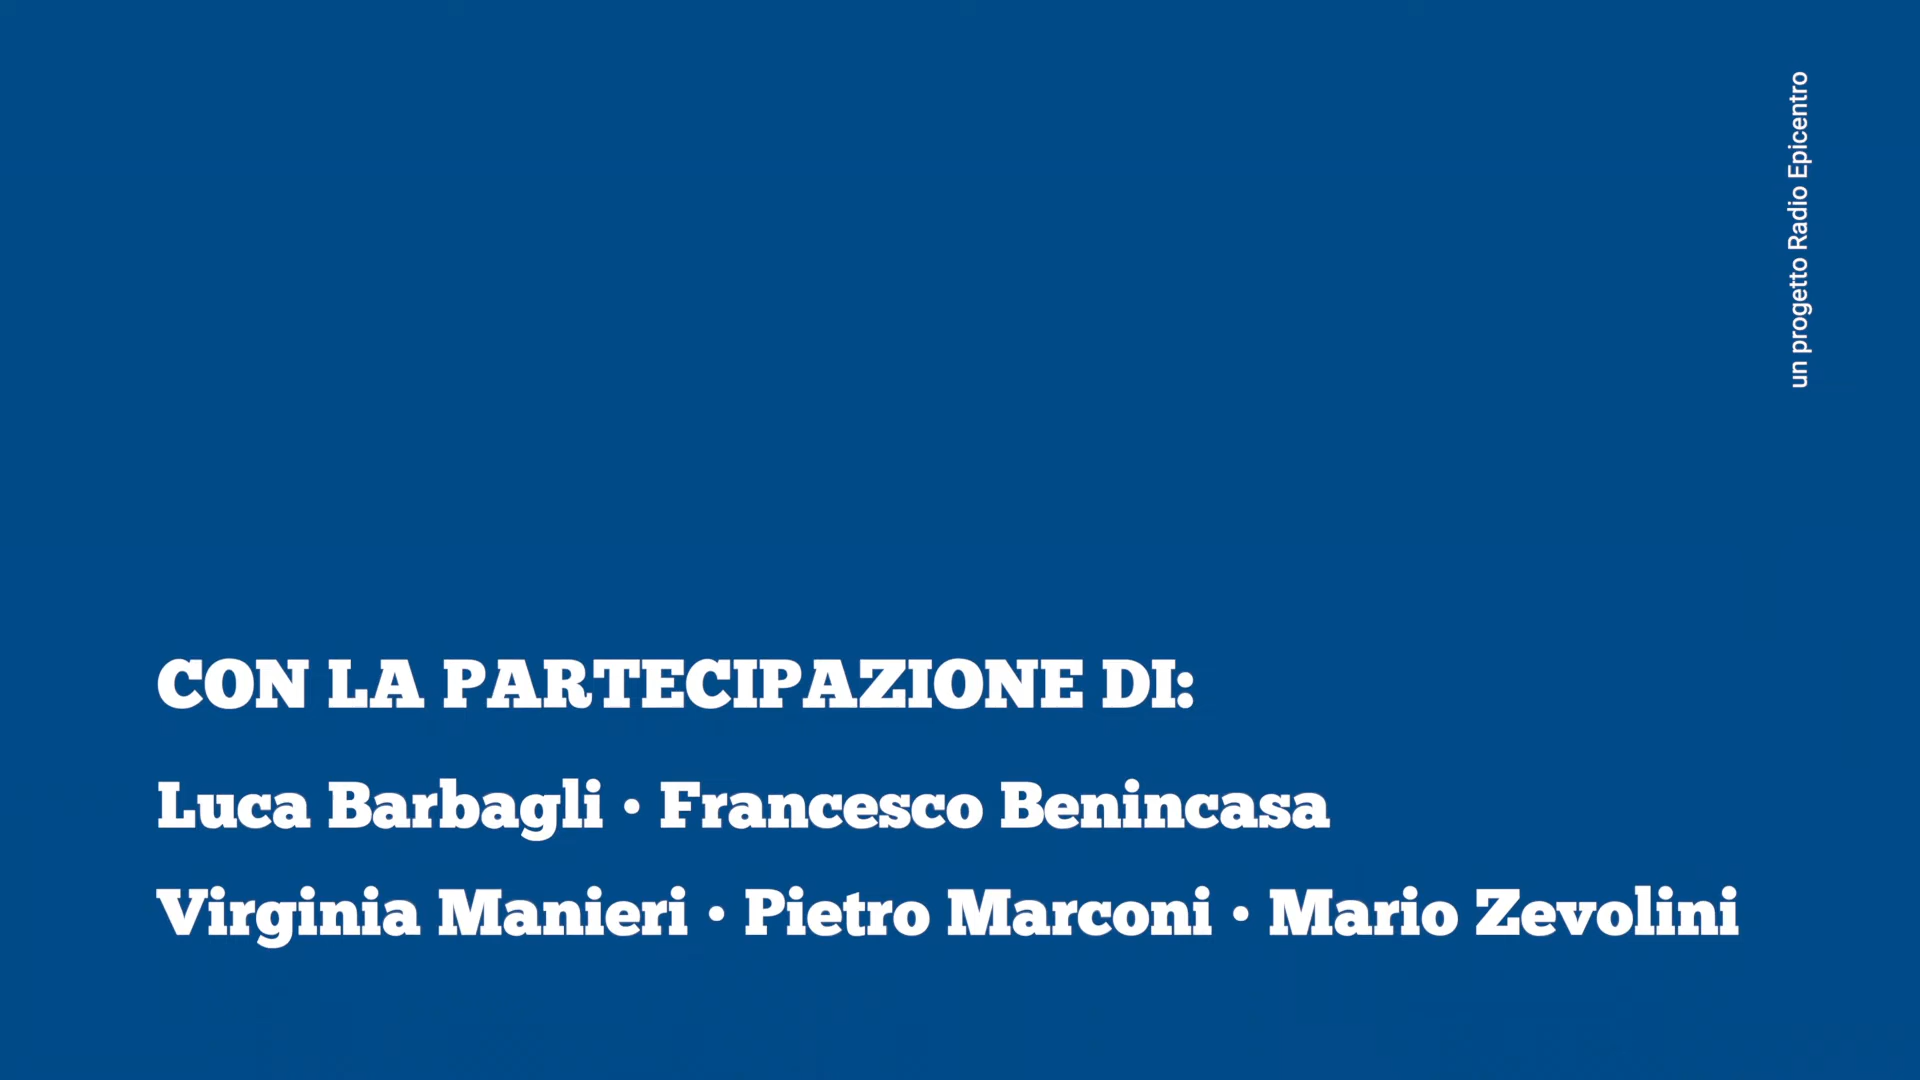 un progetto Radio Epicentro
CON LA PARTECIPAZIONE DI:
Luca Barbagli • Francesco Benincasa
Virginia Manieri • Pietro Marconi • Mario Zevolini